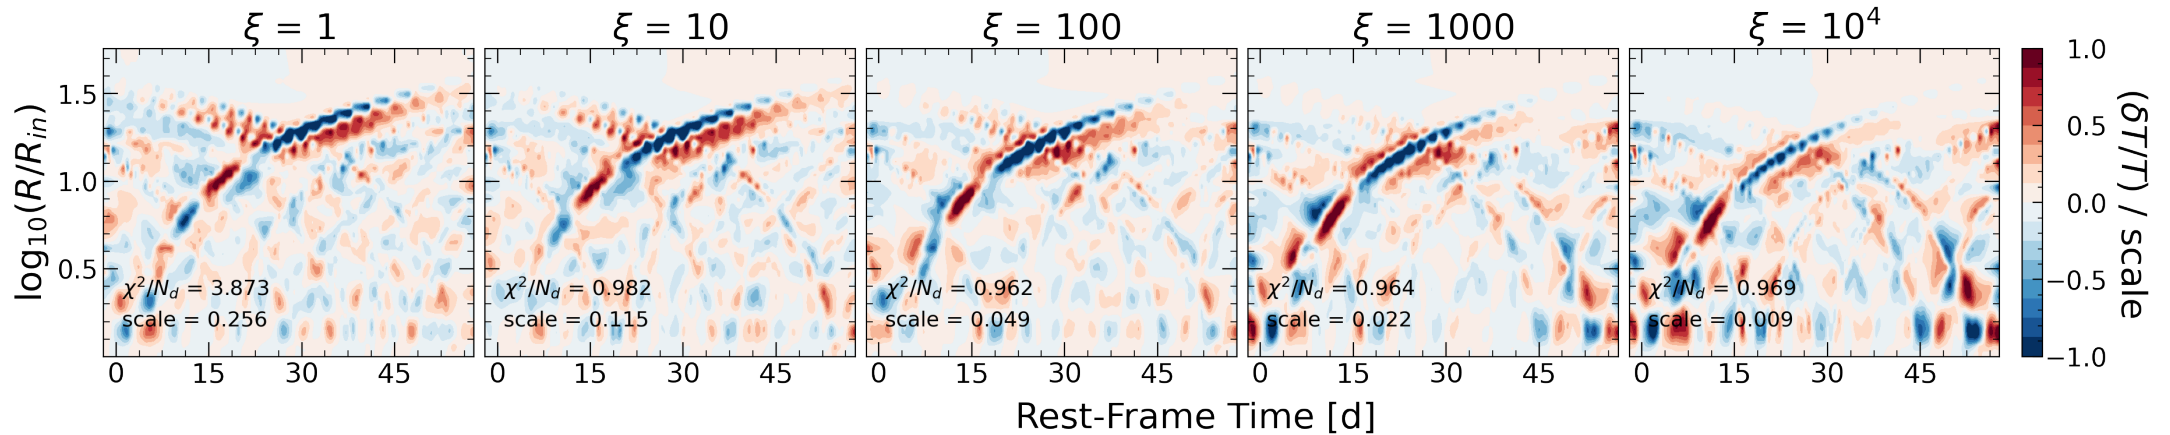 ξ = 1
ξ = 10
ξ = 100
ξ = 1000
ξ = 10⁴
log₁₀(R/R_in)
1.5
1.0
0.5
χ²/N_d = 3.873
scale = 0.256
χ²/N_d = 0.982
scale = 0.115
χ²/N_d = 0.962
scale = 0.049
χ²/N_d = 0.964
scale = 0.022
χ²/N_d = 0.969
scale = 0.009
0 15 30 45
0 15 30 45
0 15 30 45
0 15 30 45
0 15 30 45
Rest-Frame Time [d]
1.0
0.5
0.0
−0.5
−1.0
(δT/T) / scale